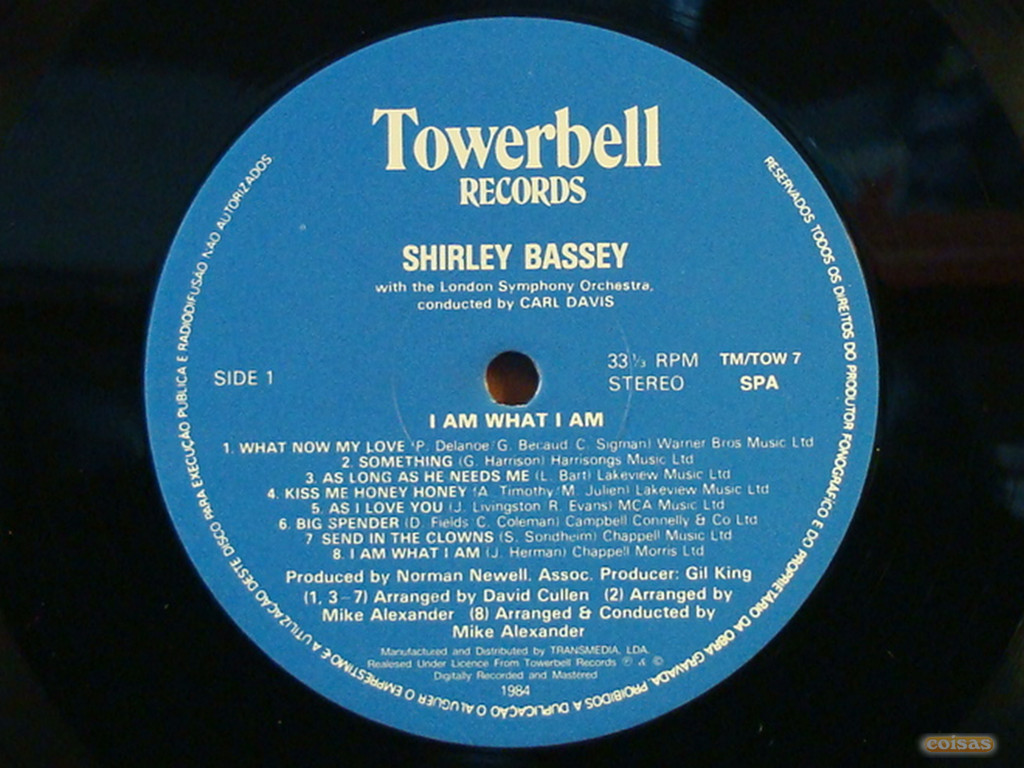 Towerbell
RECORDS
SHIRLEY BASSEY
with the London Symphony Orchestra,
conducted by CARL DAVIS
SIDE 1
33 ⅓ RPM TM/TOW 7
STEREO SPA
I AM WHAT I AM
1. WHAT NOW MY LOVE (P. Delanoe/G. Becaud C. Sigman) Warner Bros Music Ltd
2. SOMETHING (G. Harrison) Harrisongs Music Ltd
3. AS LONG AS HE NEEDS ME (L. Bart) Lakeview Music Ltd
4. KISS ME HONEY HONEY (A. Timothy/M. Julien) Lakeview Music Ltd
5. AS I LOVE YOU (J. Livingston R. Evans) MCA Music Ltd
6. BIG SPENDER (D. Fields C. Coleman) Campbell Connelly & Co Ltd
7 SEND IN THE CLOWNS (S. Sondheim) Chappell Music Ltd
8. I AM WHAT I AM (J. Herman) Chappell Morris Ltd
Produced by Norman Newell. Assoc. Producer: Gil King
(1, 3-7) Arranged by David Cullen (2) Arranged by
Mike Alexander (8) Arranged & Conducted by
Mike Alexander
Manufactured and Distributed by TRANSMEDIA, LDA.
Realesed Under Licence From Towerbell Records ℗ & ©
Digitally Recorded and Mastered
1984
RESERVADOS TODOS OS DIREITOS DO PRODUTOR FONOGRÁFICO E DO PROPRIETÁRIO DA OBRA GRAVADA. PROIBIDOS A DUPLICAÇÃO O ALUGUER O EMPRÉSTIMO E A UTILIZAÇÃO DESTE DISCO PARA EXECUÇÃO PÚBLICA E RADIODIFUSÃO NÃO AUTORIZADOS
coisas